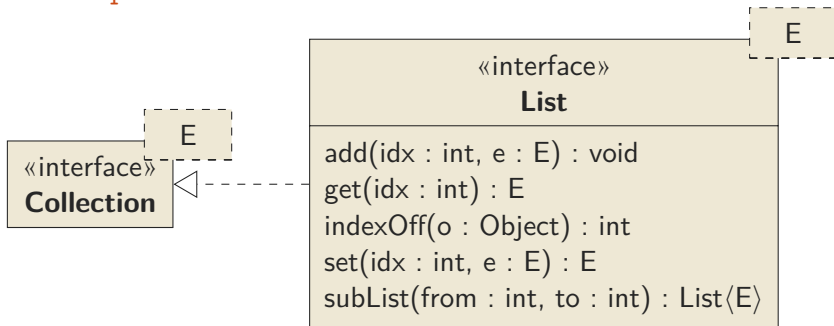 E
«interface»
List
add(idx : int, e : E) : void
get(idx : int) : E
indexOff(o : Object) : int
set(idx : int, e : E) : E
subList(from : int, to : int) : List⟨E⟩
E
«interface»
Collection